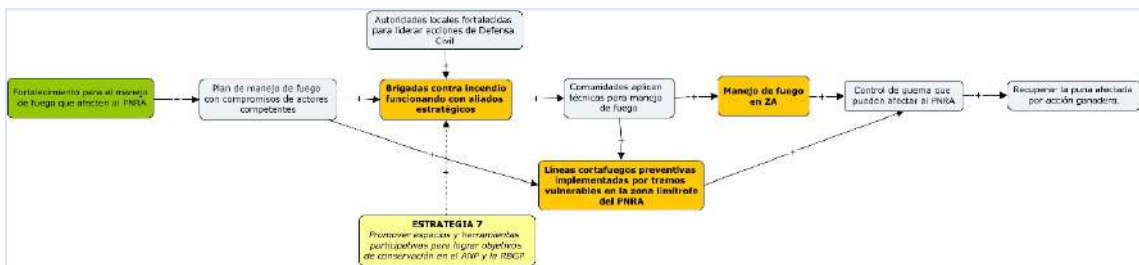 Autoridades locales fortalecidas
para liderar acciones de Defensa
Civil
Fortalecimiento para el manejo
de fuego que afecten al PNRA
Plan de manejo de fuego
con compromisos de actores
competentes
Brigadas contra incendio
funcionando con aliados
estratégicos
Comunidades aplican
técnicas para manejo
de fuego
Manejo de fuego
en ZA
Control de quema que
pueden afectar al PNRA
Recuperar la puna afectada
por acción ganadera.
Líneas cortafuegos preventivas
implementadas por tramos
vulnerables en la zona limítrofe
del PNRA
ESTRATEGIA 7
Promover espacios y herramientas
participativas para lograr objetivos
de conservación en el ANP y la RBGP